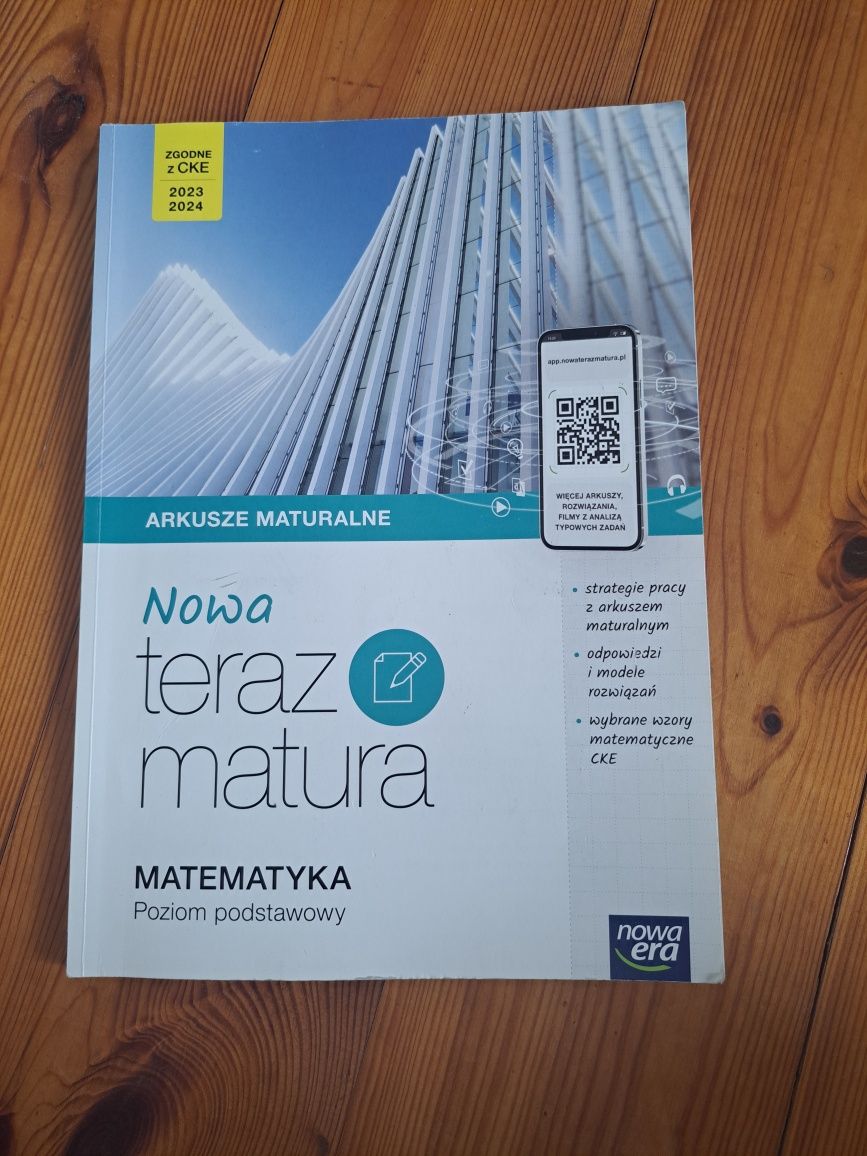 ZGODNE
z CKE
2023
2024
app.nowaterazmatura.pl
WIĘCEJ ARKUSZY,
ROZWIĄZANIA,
FILMY Z ANALIZĄ
TYPOWYCH ZADAŃ
ARKUSZE MATURALNE
Nowa
teraz
matura
strategie pracy
z arkuszem
maturalnym
odpowiedzi
i modele
rozwiązań
wybrane wzory
matematyczne
CKE
MATEMATYKA
Poziom podstawowy
nowa
era